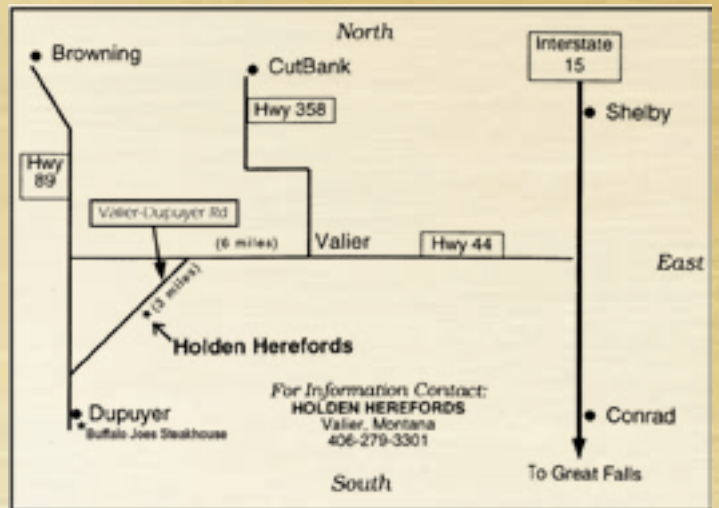 North
Browning
CutBank
Interstate
15
Hwy 358
Shelby
Hwy
89
Valier-Dupuyer Rd
(6 miles)
Valier
Hwy 44
East
(3 miles)
Holden Herefords
For Information Contact:
HOLDEN HEREFORDS
Valier, Montana
406-279-3301
Dupuyer
Buffalo Joes Steakhouse
Conrad
To Great Falls
South